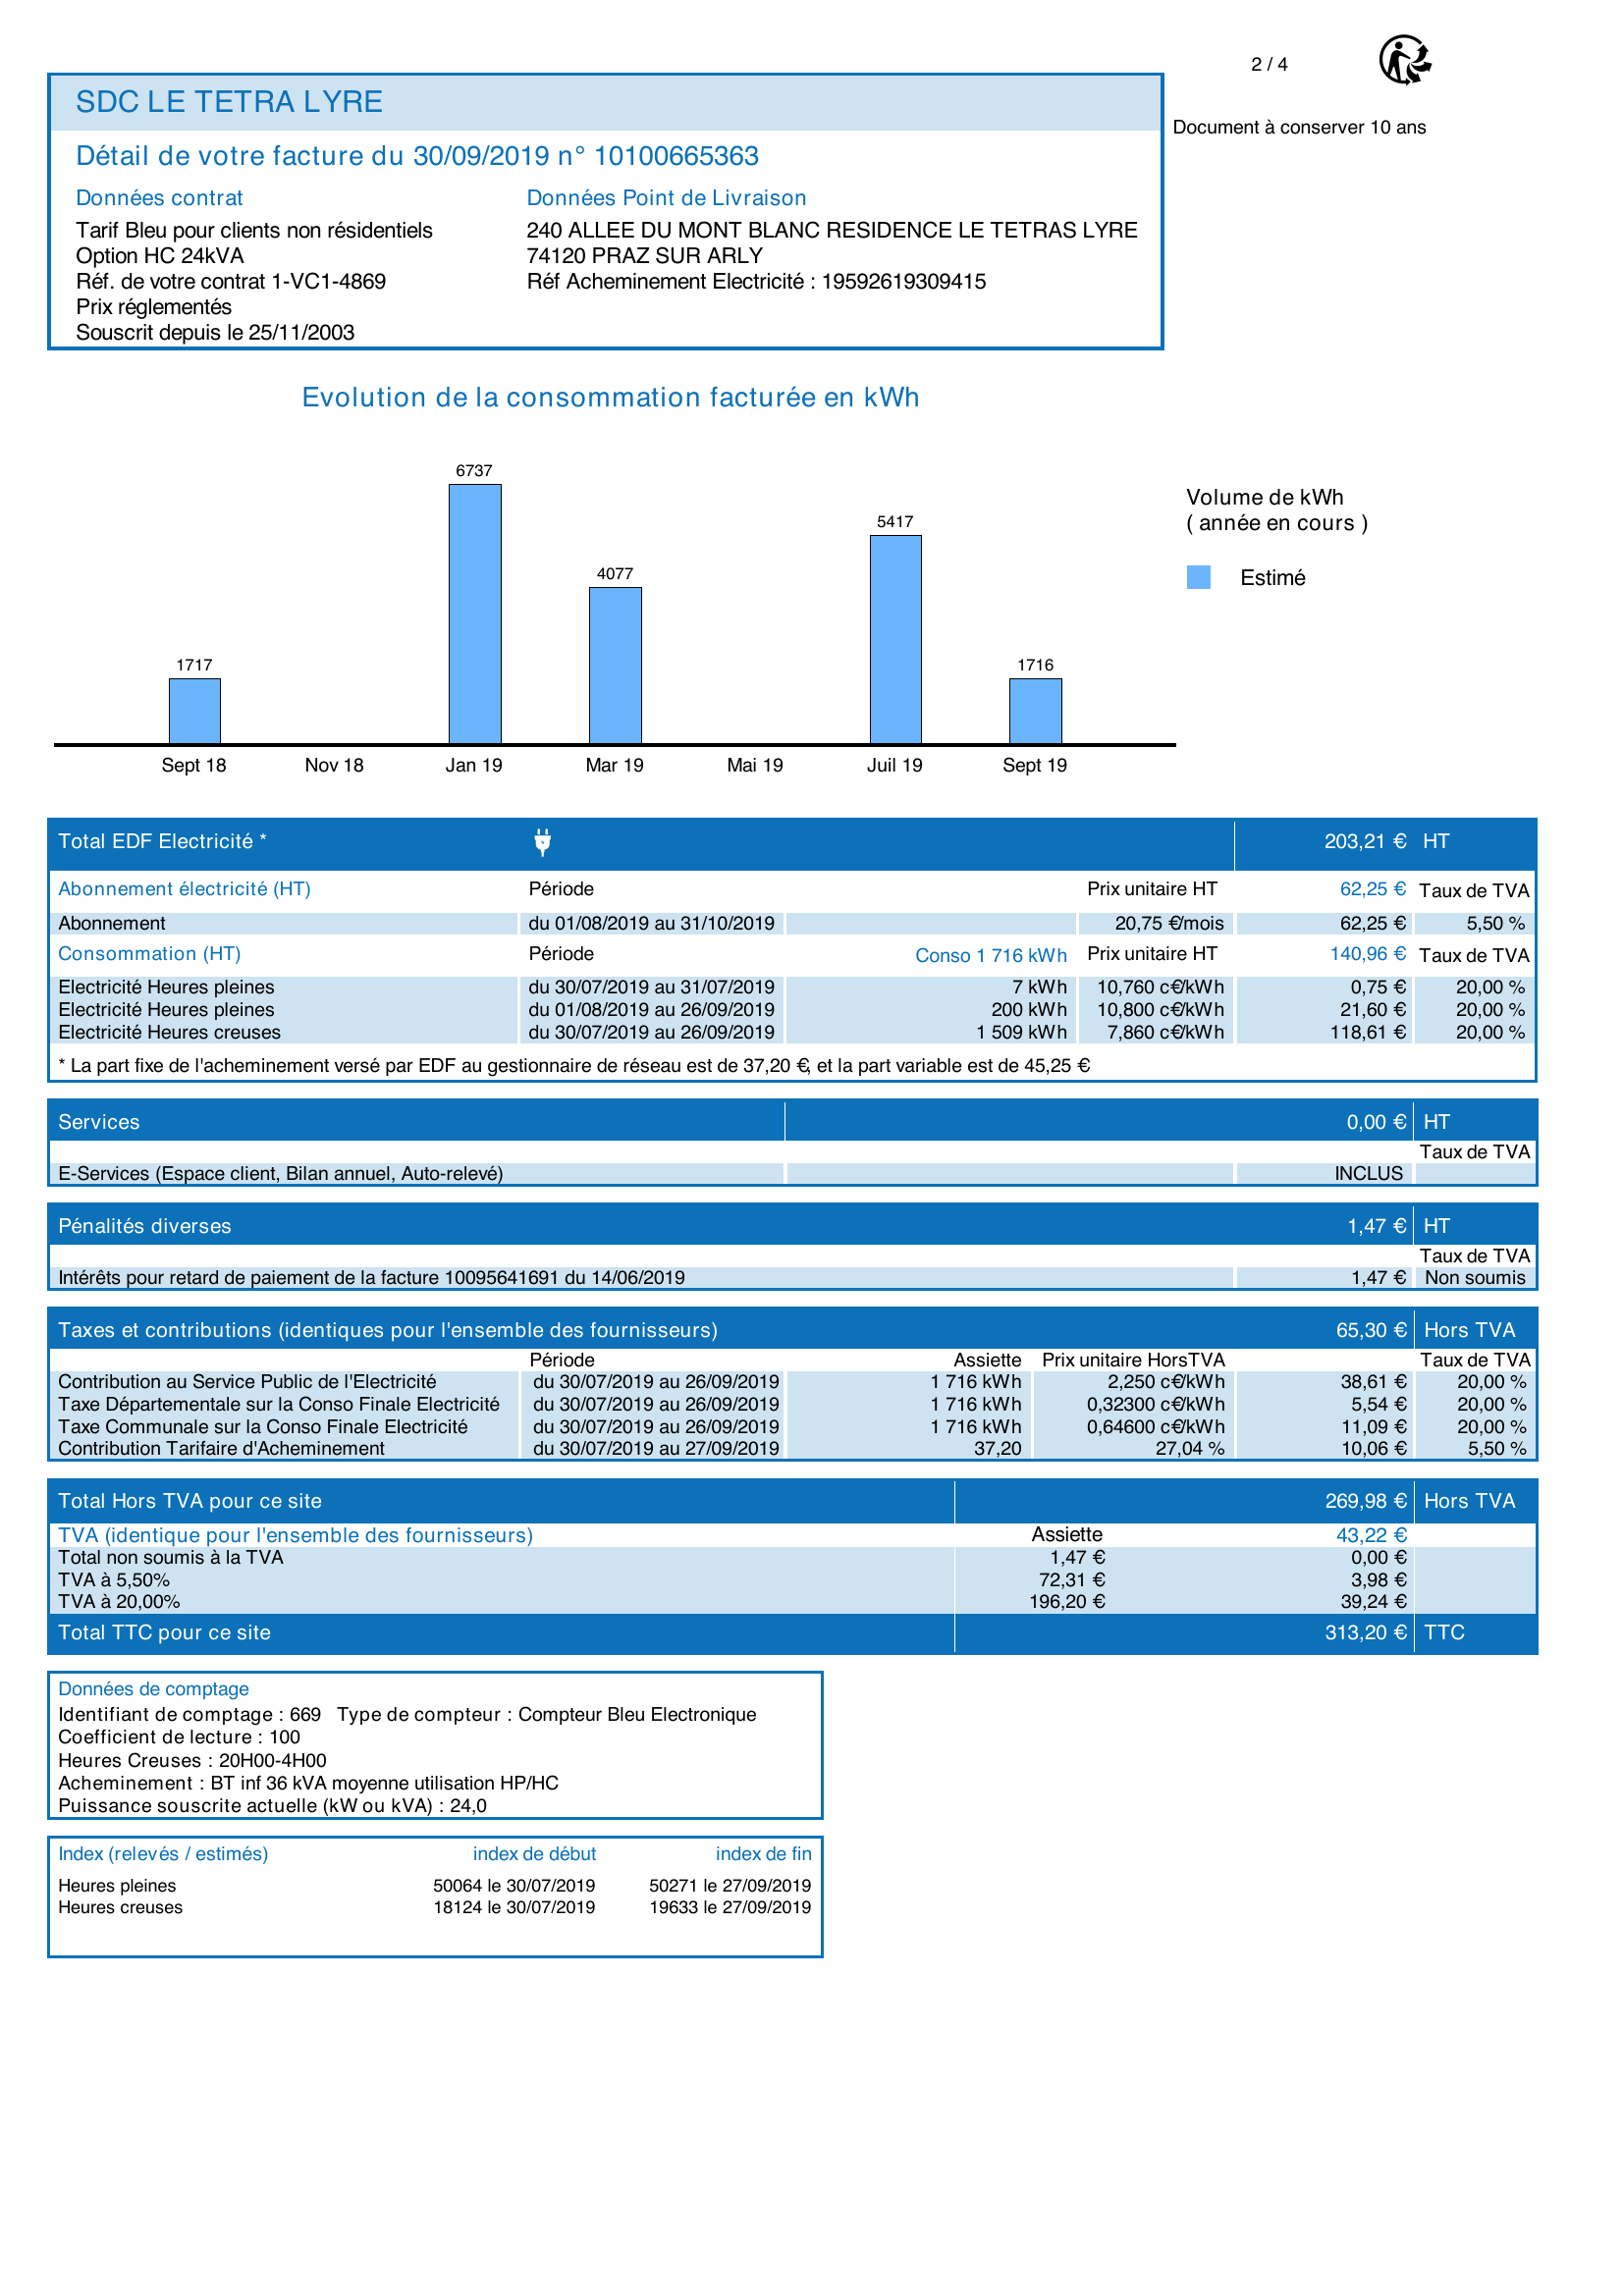 2 / 4
Document à conserver 10 ans
SDC LE TETRA LYRE
Détail de votre facture du 30/09/2019 n° 10100665363
Données contrat
Tarif Bleu pour clients non résidentiels
Option HC 24kVA
Réf. de votre contrat 1-VC1-4869
Prix réglementés
Souscrit depuis le 25/11/2003
Données Point de Livraison
240 ALLEE DU MONT BLANC RESIDENCE LE TETRAS LYRE
74120 PRAZ SUR ARLY
Réf Acheminement Electricité : 19592619309415
Evolution de la consommation facturée en kWh
1717
6737
4077
5417
1716
Sept 18 Nov 18 Jan 19 Mar 19 Mai 19 Juil 19 Sept 19
Volume de kWh
( année en cours )
Estimé
Total EDF Electricité * 203,21 € HT
Abonnement électricité (HT) Période Prix unitaire HT 62,25 € Taux de TVA
Abonnement du 01/08/2019 au 31/10/2019 20,75 €/mois 62,25 € 5,50 %
Consommation (HT) Période Conso 1 716 kWh Prix unitaire HT 140,96 € Taux de TVA
Electricité Heures pleines du 30/07/2019 au 31/07/2019 7 kWh 10,760 c€/kWh 0,75 € 20,00 %
Electricité Heures pleines du 01/08/2019 au 26/09/2019 200 kWh 10,800 c€/kWh 21,60 € 20,00 %
Electricité Heures creuses du 30/07/2019 au 26/09/2019 1 509 kWh 7,860 c€/kWh 118,61 € 20,00 %
* La part fixe de l'acheminement versé par EDF au gestionnaire de réseau est de 37,20 €, et la part variable est de 45,25 €
Services 0,00 € HT
Taux de TVA
E-Services (Espace client, Bilan annuel, Auto-relevé) INCLUS
Pénalités diverses 1,47 € HT
Taux de TVA
Intérêts pour retard de paiement de la facture 10095641691 du 14/06/2019 1,47 € Non soumis
Taxes et contributions (identiques pour l'ensemble des fournisseurs) 65,30 € Hors TVA
Période Assiette Prix unitaire HorsTVA Taux de TVA
Contribution au Service Public de l'Electricité du 30/07/2019 au 26/09/2019 1 716 kWh 2,250 c€/kWh 38,61 € 20,00 %
Taxe Départementale sur la Conso Finale Electricité du 30/07/2019 au 26/09/2019 1 716 kWh 0,32300 c€/kWh 5,54 € 20,00 %
Taxe Communale sur la Conso Finale Electricité du 30/07/2019 au 26/09/2019 1 716 kWh 0,64600 c€/kWh 11,09 € 20,00 %
Contribution Tarifaire d'Acheminement du 30/07/2019 au 27/09/2019 37,20 27,04 % 10,06 € 5,50 %
Total Hors TVA pour ce site 269,98 € Hors TVA
TVA (identique pour l'ensemble des fournisseurs) Assiette 43,22 €
Total non soumis à la TVA 1,47 € 0,00 €
TVA à 5,50% 72,31 € 3,98 €
TVA à 20,00% 196,20 € 39,24 €
Total TTC pour ce site 313,20 € TTC
Données de comptage
Identifiant de comptage : 669 Type de compteur : Compteur Bleu Electronique
Coefficient de lecture : 100
Heures Creuses : 20H00-4H00
Acheminement : BT inf 36 kVA moyenne utilisation HP/HC
Puissance souscrite actuelle (kW ou kVA) : 24,0
Index (relevés / estimés) index de début index de fin
Heures pleines 50064 le 30/07/2019 50271 le 27/09/2019
Heures creuses 18124 le 30/07/2019 19633 le 27/09/2019